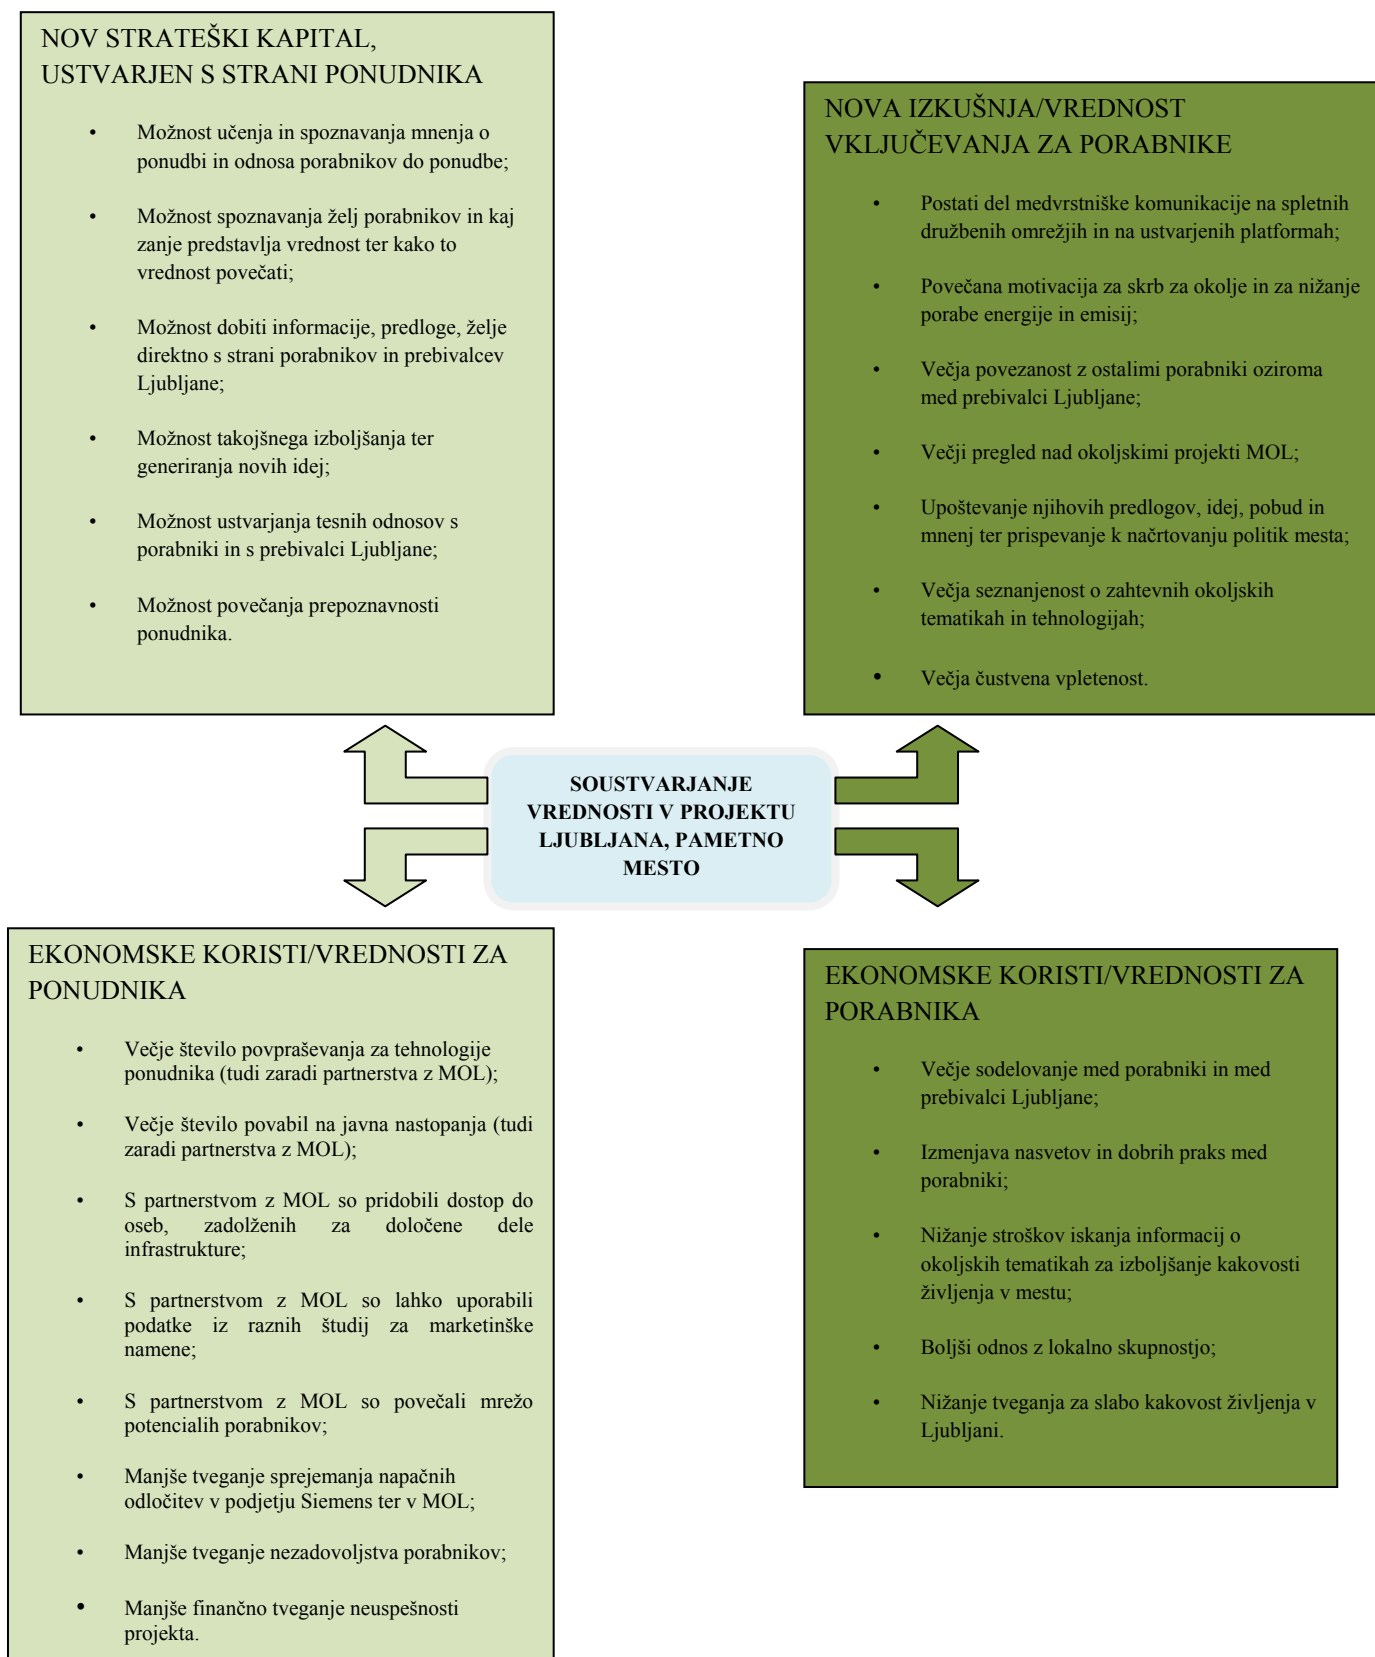 NOV STRATEŠKI KAPITAL,
USTVARJEN S STRANI PONUDNIKA
• Možnost učenja in spoznavanja mnenja o
ponudbi in odnosa porabnikov do ponudbe;
• Možnost spoznavanja želj porabnikov in kaj
zanje predstavlja vrednost ter kako to
vrednost povečati;
• Možnost dobiti informacije, predloge, želje
direktno s strani porabnikov in prebivalcev
Ljubljane;
• Možnost takojšnega izboljšanja ter
generiranja novih idej;
• Možnost ustvarjanja tesnih odnosov s
porabniki in s prebivalci Ljubljane;
• Možnost povečanja prepoznavnosti
ponudnika.
NOVA IZKUŠNJA/VREDNOST
VKLJUČEVANJA ZA PORABNIKE
• Postati del medvrstniške komunikacije na spletnih
družbenih omrežjih in na ustvarjenih platformah;
• Povečana motivacija za skrb za okolje in za nižanje
porabe energije in emisij;
• Večja povezanost z ostalimi porabniki oziroma
med prebivalci Ljubljane;
• Večji pregled nad okoljskimi projekti MOL;
• Upoštevanje njihovih predlogov, idej, pobud in
mnenj ter prispevanje k načrtovanju politik mesta;
• Večja seznanjenost o zahtevnih okoljskih
tematikah in tehnologijah;
• Večja čustvena vpletenost.
SOUSTVARJANJE
VREDNOSTI V PROJEKTU
LJUBLJANA, PAMETNO
MESTO
EKONOMSKE KORISTI/VREDNOSTI ZA
PONUDNIKA
• Večje število povpraševanja za tehnologije
ponudnika (tudi zaradi partnerstva z MOL);
• Večje število povabil na javna nastopanja (tudi
zaradi partnerstva z MOL);
• S partnerstvom z MOL so pridobili dostop do
oseb, zadolženih za določene dele
infrastrukture;
• S partnerstvom z MOL so lahko uporabili
podatke iz raznih študij za marketinške
namene;
• S partnerstvom z MOL so povečali mrežo
potencialih porabnikov;
• Manjše tveganje sprejemanja napačnih
odločitev v podjetju Siemens ter v MOL;
• Manjše tveganje nezadovoljstva porabnikov;
• Manjše finančno tveganje neuspešnosti
projekta.
EKONOMSKE KORISTI/VREDNOSTI ZA
PORABNIKA
• Večje sodelovanje med porabniki in med
prebivalci Ljubljane;
• Izmenjava nasvetov in dobrih praks med
porabniki;
• Nižanje stroškov iskanja informacij o
okoljskih tematikah za izboljšanje kakovosti
življenja v mestu;
• Boljši odnos z lokalno skupnostjo;
• Nižanje tveganja za slabo kakovost življenja v
Ljubljani.